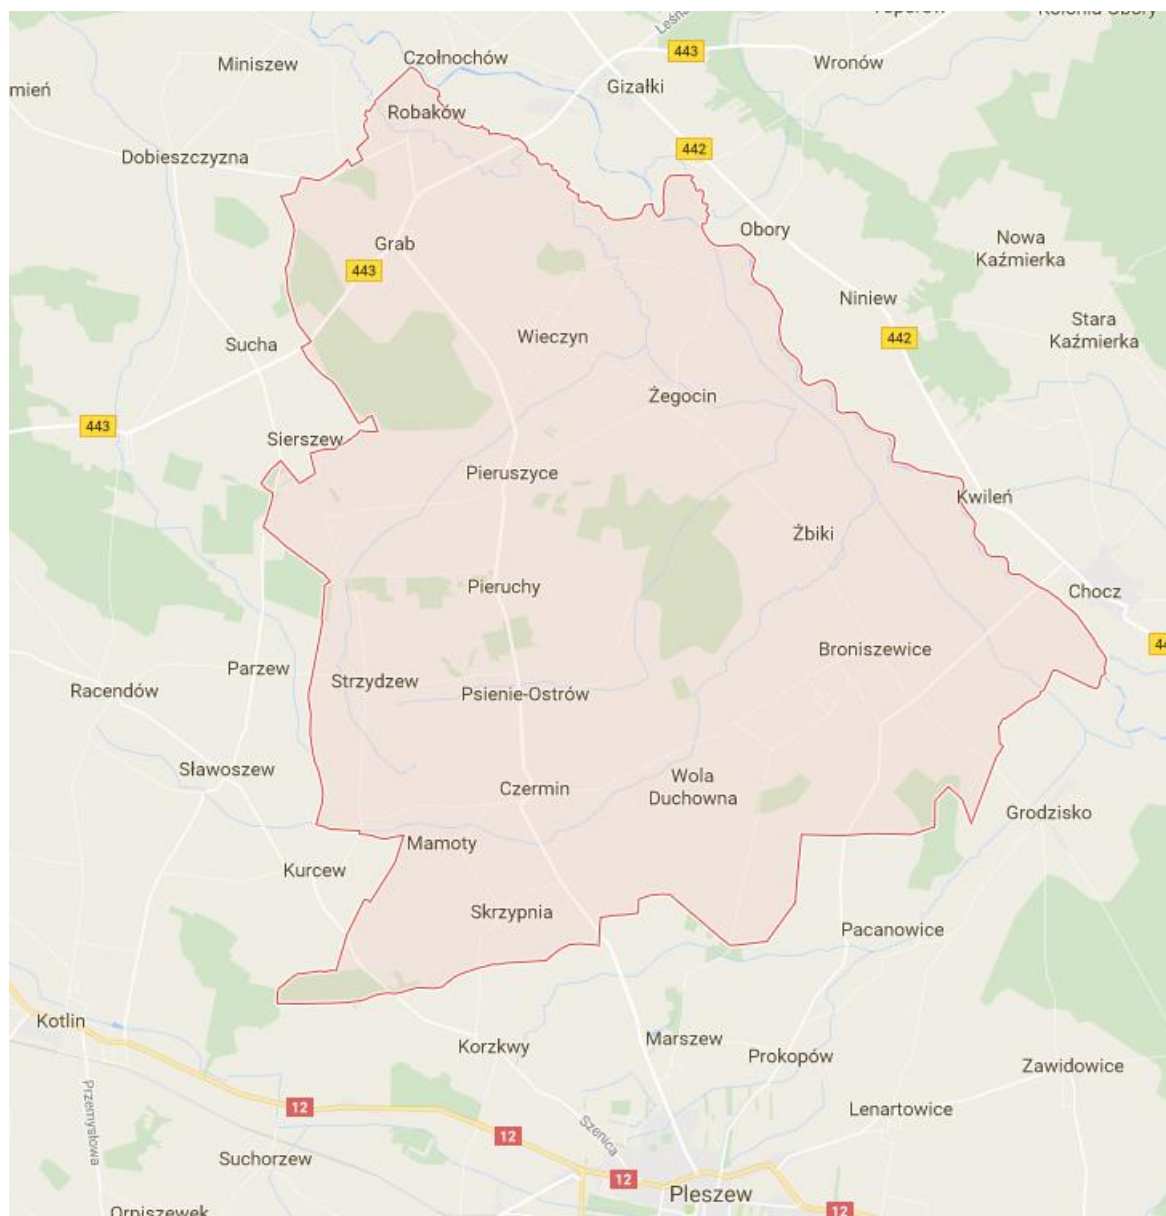 Leśna
443
Czołnochów
Miniszew
Wronów
mień
Gizałki
Robaków
442
Dobieszczyzna
Obory
Nowa
Kaźmierka
Grab
443
Niniew
Stara
Kaźmierka
Wieczyn
442
Sucha
Żegocin
443
Sierszew
Pieruszyce
Kwileń
Żbiki
Pieruchy
Chocz
44
Broniszewice
Parzew
Strzydzew
Racendów
Psienie-Ostrów
Sławoszew
Wola
Duchowna
Czermin
Grodzisko
Mamoty
Kurcew
Skrzypnia
Pacanowice
Kotlin
Marszew
Korzkwy
Prokopów
Zawidowice
Przemysłowa
12
Lenartowice
12
Szenica
Suchorzew
12
Pleszew
12
Orpiszewek